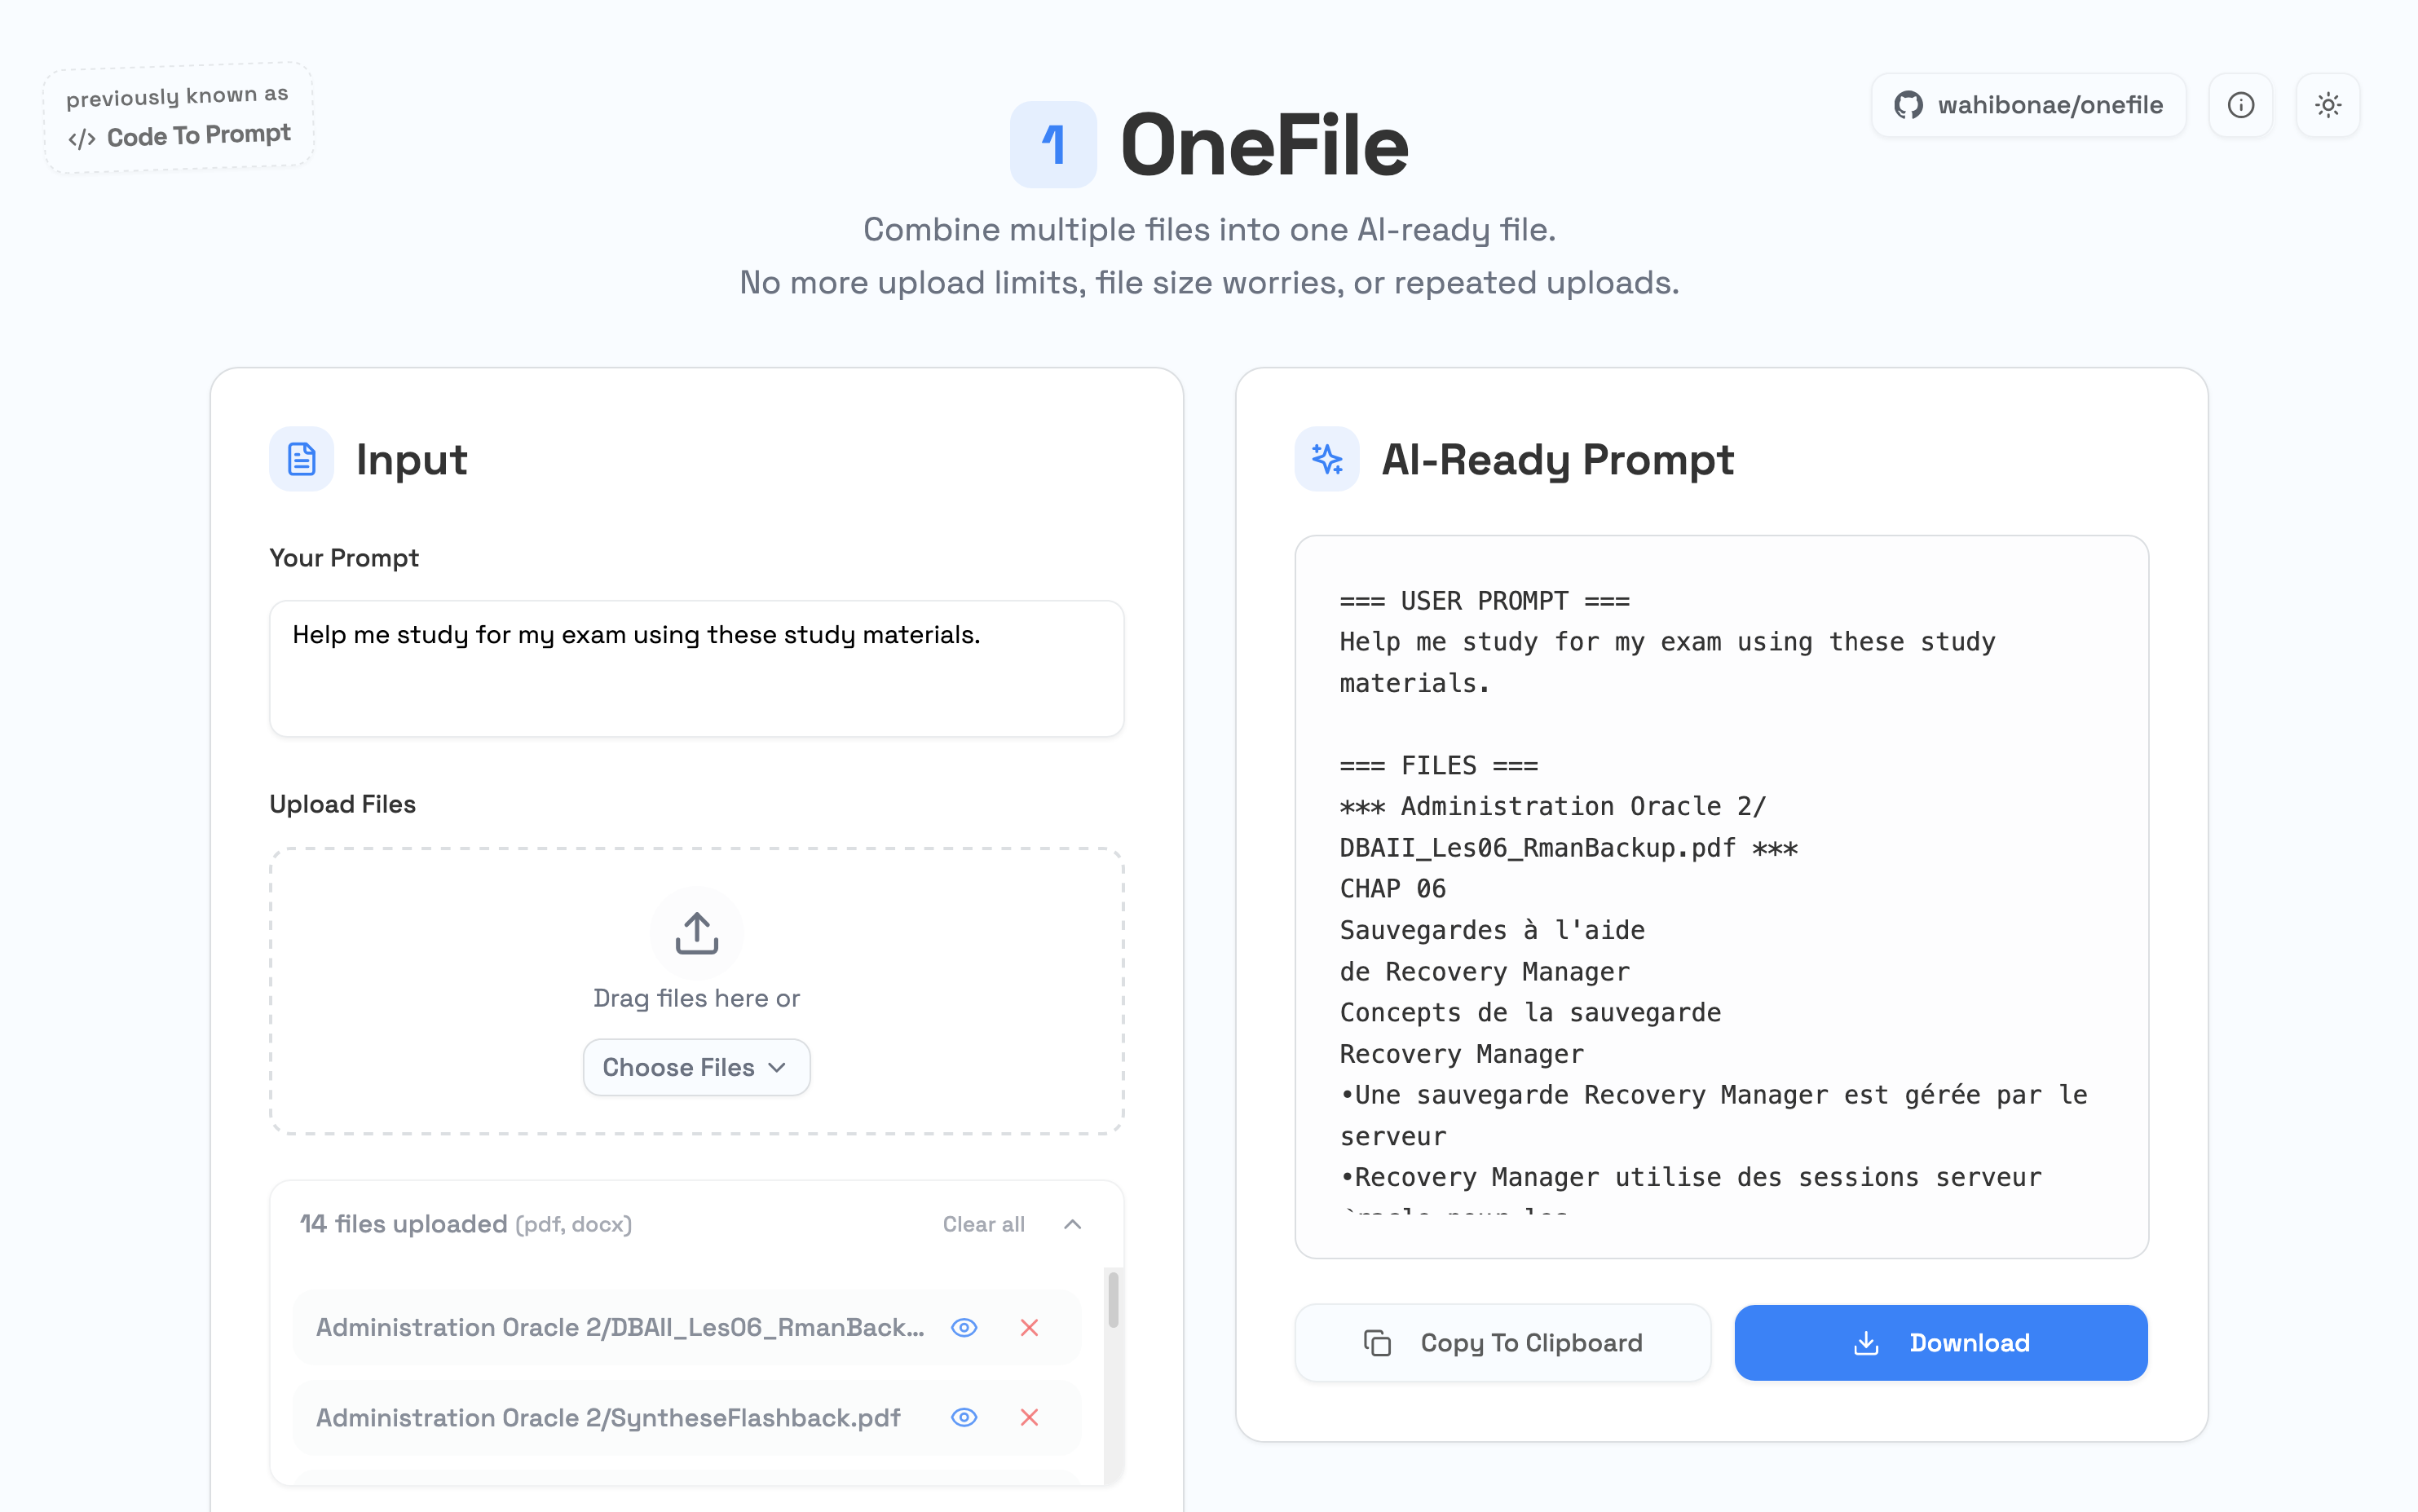 previously known as
</> Code To Prompt
1 OneFile
wahibonae/onefile
Combine multiple files into one AI-ready file.
No more upload limits, file size worries, or repeated uploads.
Input
Your Prompt
Help me study for my exam using these study materials.
Upload Files
Drag files here or
Choose Files
14 files uploaded (pdf, docx)
Clear all
Administration Oracle 2/DBAII_Les06_RmanBack...
Administration Oracle 2/SyntheseFlashback.pdf
AI-Ready Prompt
=== USER PROMPT ===
Help me study for my exam using these study
materials.
=== FILES ===
*** Administration Oracle 2/
DBAII_Les06_RmanBackup.pdf ***
CHAP 06
Sauvegardes à l'aide
de Recovery Manager
Concepts de la sauvegarde
Recovery Manager
•Une sauvegarde Recovery Manager est gérée par le
serveur
•Recovery Manager utilise des sessions serveur
Copy To Clipboard
Download